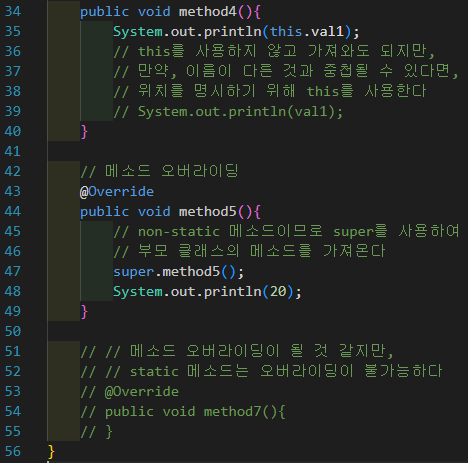 34 public void method4(){
35 System.out.println(this.val1);
36 // this를 사용하지 않고 가져와도 되지만,
37 // 만약, 이름이 다른 것과 중첩될 수 있다면,
38 // 위치를 명시하기 위해 this를 사용한다
39 // System.out.println(val1);
40 }
41
42 // 메소드 오버라이딩
43 @Override
44 public void method5(){
45 // non-static 메소드이므로 super를 사용하여
46 // 부모 클래스의 메소드를 가져온다
47 super.method5();
48 System.out.println(20);
49 }
50
51 // // 메소드 오버라이딩이 될 것 같지만,
52 // // static 메소드는 오버라이딩이 불가능하다
53 // @Override
54 // public void method7(){
55 // }
56 }